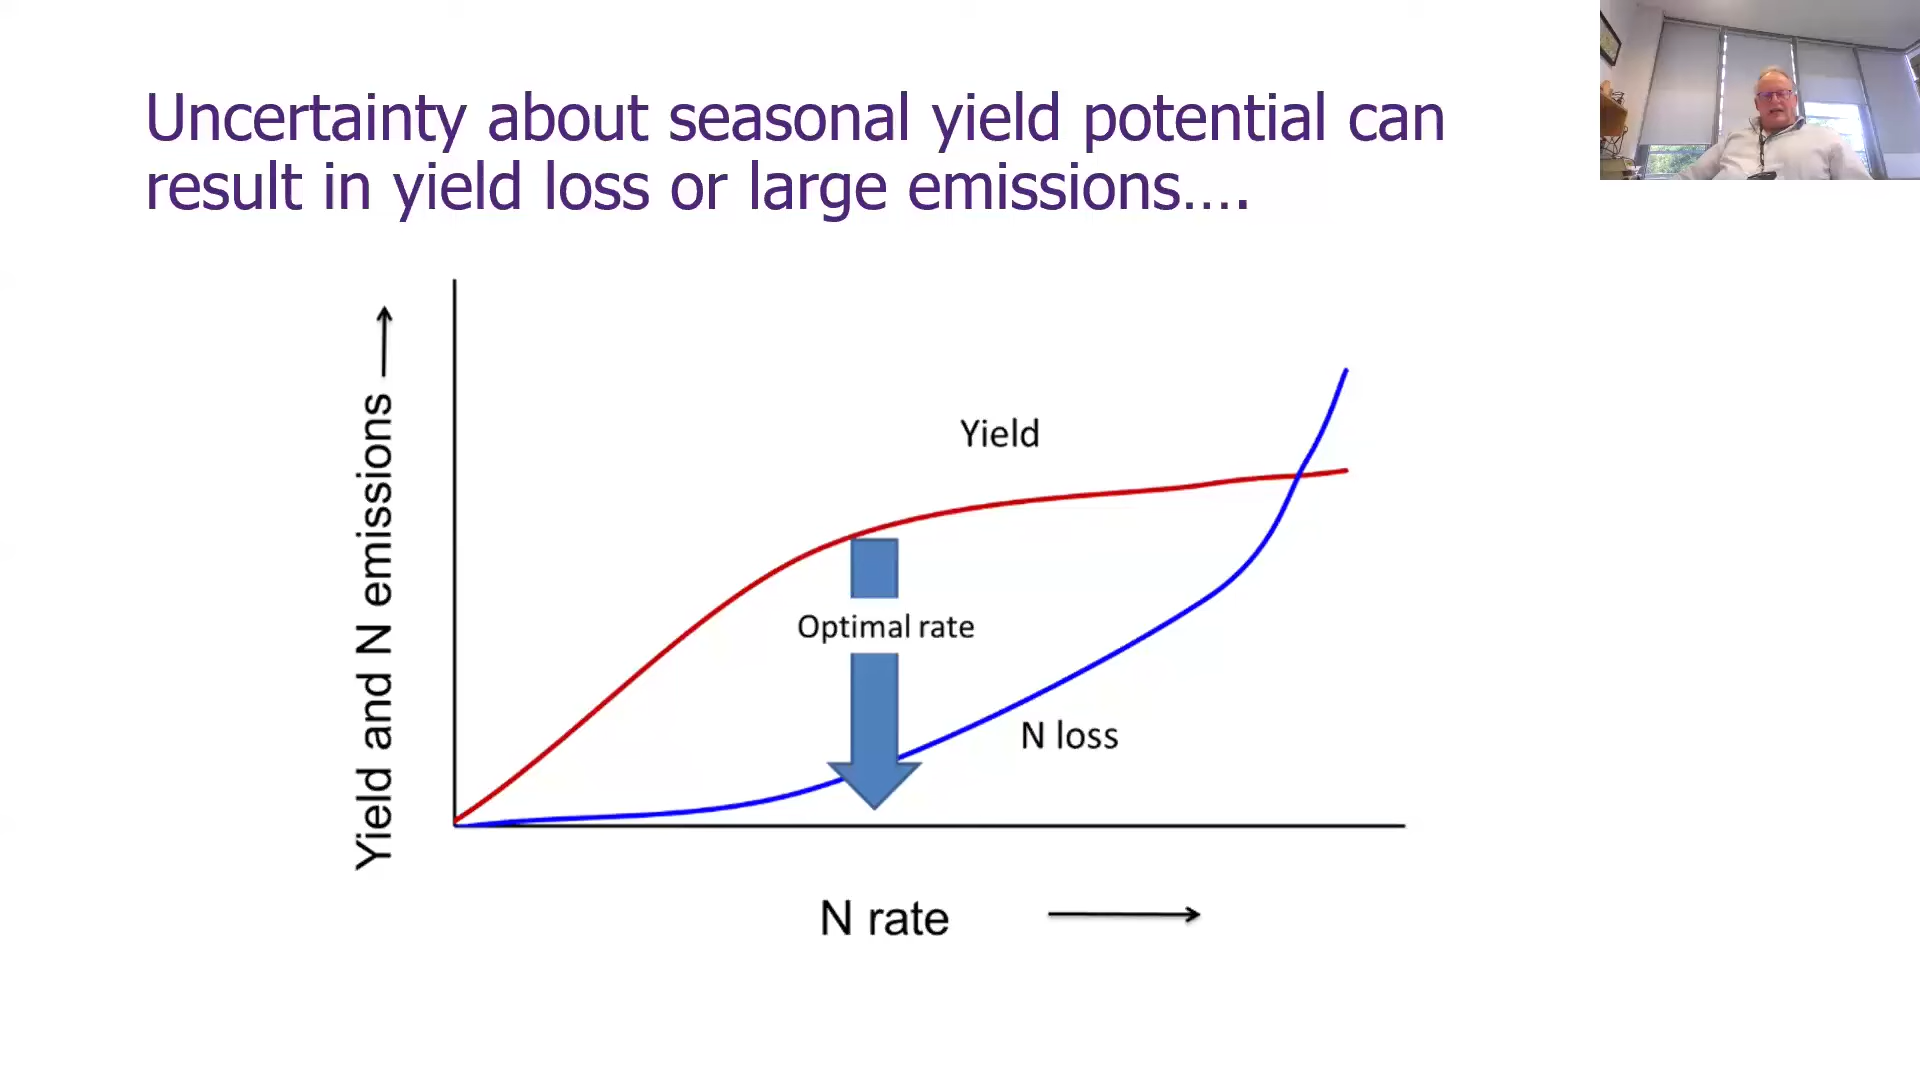 Uncertainty about seasonal yield potential can
result in yield loss or large emissions….
Yield and N emissions
Yield
Optimal rate
N loss
N rate